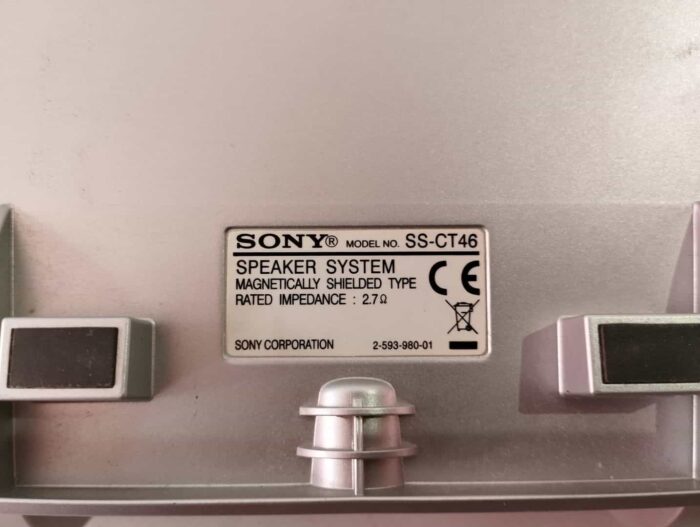 SONY® MODEL NO. SS-CT46
SPEAKER SYSTEM
MAGNETICALLY SHIELDED TYPE
RATED IMPEDANCE : 2.7Ω
CE
SONY CORPORATION 2-593-980-01